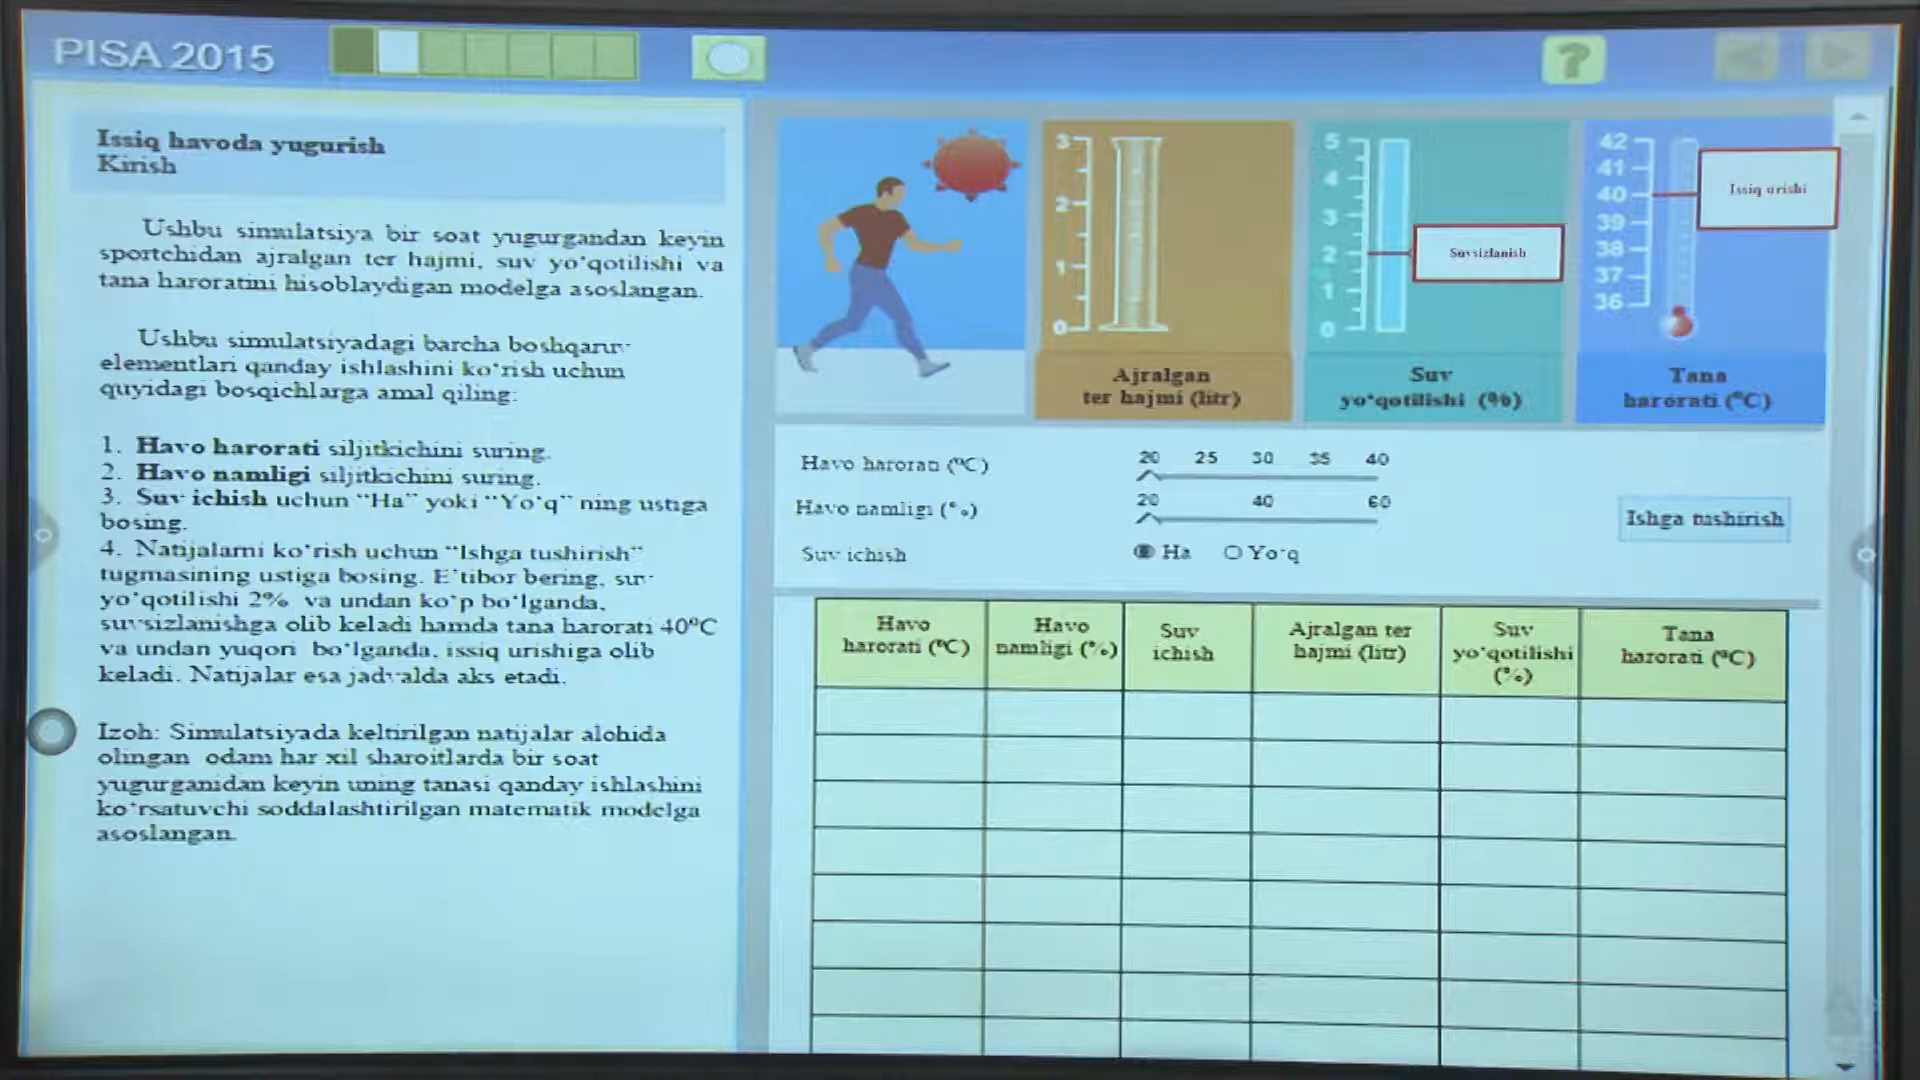 PISA 2015
?
Issiq havoda yugurish
Kirish
Ushbu simulatsiya bir soat yugurgandan keyin
sportchidan ajralgan ter hajmi, suv yo'qotilishi va
tana haroratini hisoblaydigan modelga asoslangan.
Ushbu simulatsiyadagi barcha boshqaruv
elementlari qanday ishlashini ko'rish uchun
quyidagi bosqichlarga amal qiling:
1. Havo harorati siljitkichini suring.
2. Havo namligi siljitkichini suring.
3. Suv ichish uchun "Ha" yoki "Yo'q" ning ustiga
bosing.
4. Natijalarni ko'rish uchun "Ishga tushirish"
tugmasining ustiga bosing. E'tibor bering, suv
yo'qotilishi 2% va undan ko'p bo'lganda,
suvsizlanishga olib keladi hamda tana harorati 40°C
va undan yuqori bo'lganda, issiq urishiga olib
keladi. Natijalar esa jadvalda aks etadi.
Izoh: Simulatsiyada keltirilgan natijalar alohida
olingan odam har xil sharoitlarda bir soat
yugurganidan keyin uning tanasi qanday ishlashini
ko'rsatuvchi soddalashtirilgan matematik modelga
asoslangan.
3
2
1
0
Ajralgan
ter hajmi (litr)
5
4
3
2
1
0
Suvsizlanish
Suv
yo'qotilishi (%)
42
41
40
39
38
37
36
Issiq urishi
Tana
harorati (°C)
Havo harorati (°C)
20 25 30 35 40
Havo namligi (%)
20 40 60
Suv ichish
Ha Yo'q
Ishga tushirish
Havo
harorati (°C)
Havo
namligi (%)
Suv
ichish
Ajralgan ter
hajmi (litr)
Suv
yo'qotilishi
(%)
Tana
harorati (°C)